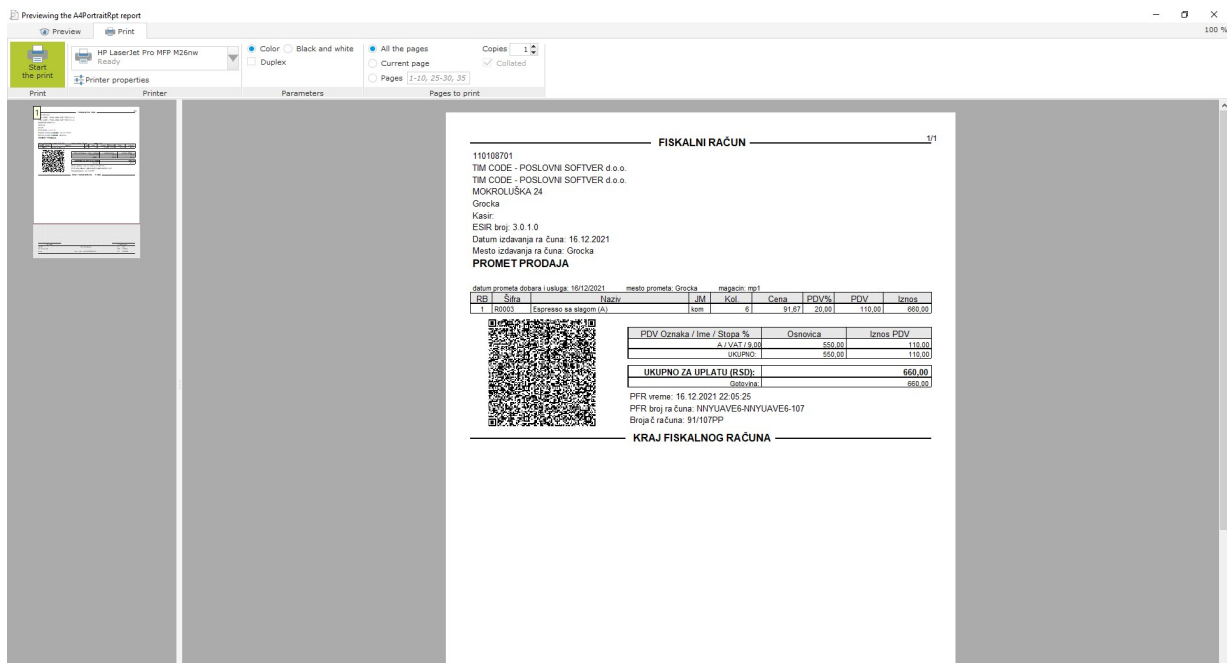 Previewing the A4PortraitRpt report
Preview Print
100 %
Start the print
HP LaserJet Pro MFP M26nw
Ready
Printer properties
Color Black and white
Duplex
All the pages
Current page
Pages 1-10, 25-30, 35
Copies 1
Collated
Print Printer Parameters Pages to print
1
FISKALNI RAČUN 1/1
110108701
TIM CODE - POSLOVNI SOFTVER d.o.o.
TIM CODE - POSLOVNI SOFTVER d.o.o.
MOKROLUŠKA 24
Grocka
Kasir:
ESIR broj: 3.0.1.0
Datum izdavanja ra čuna: 16.12.2021
Mesto izdavanja ra čuna: Grocka
PROMET PRODAJA
datum prometa dobara i usluga: 16/12/2021 mesto prometa: Grocka magacin: mp1
RB Šifra Naziv JM Kol. Cena PDV% PDV Iznos
1 R0003 Espresso sa slagom (A) kom 6 91,67 20,00 110,00 660,00
PDV Oznaka / Ime / Stopa % Osnovica Iznos PDV
A / VAT / 9,00 550,00 110,00
UKUPNO: 550,00 110,00
UKUPNO ZA UPLATU (RSD): 660,00
Gotovina: 660,00
PFR vreme: 16.12.2021 22:05:25
PFR broj ra čuna: NNYUAVE6-NNYUAVE6-107
Brojač računa: 91/107PP
KRAJ FISKALNOG RAČUNA